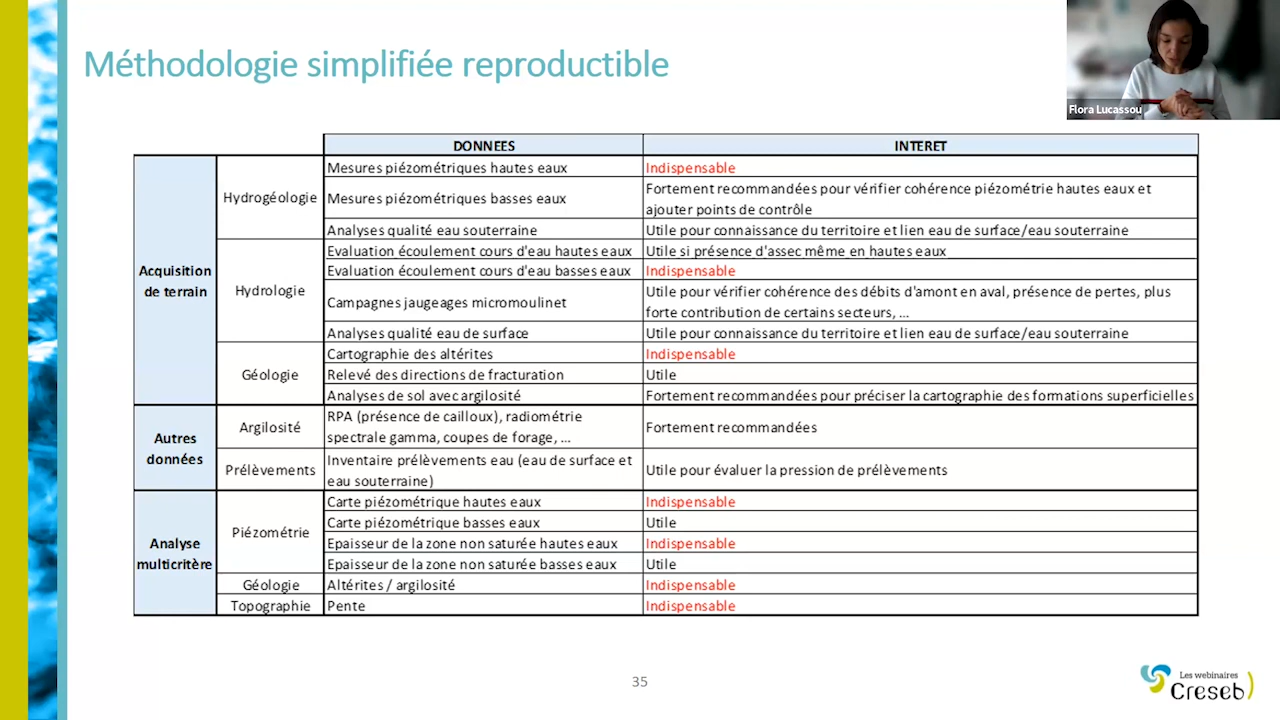 Méthodologie simplifiée reproductible
Flora Lucassou
DONNEES INTERET
Acquisition
de terrain
Hydrogéologie
Mesures piézométriques hautes eaux Indispensable
Mesures piézométriques basses eaux
Fortement recommandées pour vérifier cohérence piézométrie hautes eaux et
ajouter points de contrôle
Analyses qualité eau souterraine Utile pour connaissance du territoire et lien eau de surface/eau souterraine
Hydrologie
Evaluation écoulement cours d'eau hautes eaux Utile si présence d'assec même en hautes eaux
Evaluation écoulement cours d'eau basses eaux Indispensable
Campagnes jaugeages micromoulinet
Utile pour vérifier cohérence des débits d'amont en aval, présence de pertes, plus
forte contribution de certains secteurs, ...
Analyses qualité eau de surface Utile pour connaissance du territoire et lien eau de surface/eau souterraine
Géologie
Cartographie des altérites Indispensable
Relevé des directions de fracturation Utile
Analyses de sol avec argilosité Fortement recommandées pour préciser la cartographie des formations superficielles
Autres
données
Argilosité
RPA (présence de cailloux), radiométrie
spectrale gamma, coupes de forage, ...
Fortement recommandées
Prélèvements
Inventaire prélèvements eau (eau de surface et
eau souterraine)
Utile pour évaluer la pression de prélèvements
Analyse
multicritère
Piézométrie
Carte piézométrique hautes eaux Indispensable
Carte piézométrique basses eaux Utile
Epaisseur de la zone non saturée hautes eaux Indispensable
Epaisseur de la zone non saturée basses eaux Utile
Géologie Altérites / argilosité Indispensable
Topographie Pente Indispensable
35
Les webinaires
Creseb